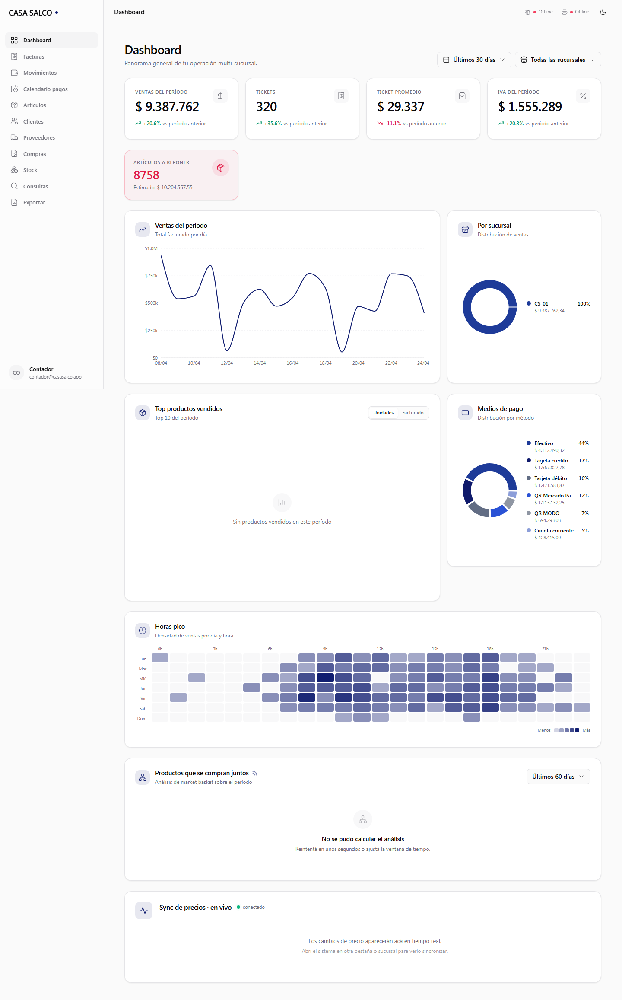 CASA SALCO
Dashboard
Facturas
Movimientos
Calendario pagos
Artículos
Clientes
Proveedores
Compras
Stock
Consultas
Exportar
CO
Contador
contador@casasalco.app
Dashboard
Offline
Offline
Dashboard
Panorama general de tu operación multi-sucursal.
Últimos 30 días
Todas las sucursales
VENTAS DEL PERÍODO
$ 9.387.762
+20.6% vs período anterior
TICKETS
320
+35.6% vs período anterior
TICKET PROMEDIO
$ 29.337
-11.1% vs período anterior
IVA DEL PERÍODO
$ 1.555.289
+20.3% vs período anterior
ARTÍCULOS A REPONER
8758
Estimado: $ 10.204.567.551
Ventas del período
Total facturado por día
$1.0M
$750k
$500k
$250k
$0
08/04 10/04 12/04 14/04 16/04 18/04 20/04 22/04 24/04
Por sucursal
Distribución de ventas
CS-01 100%
$ 9.387.762,34
Top productos vendidos
Top 10 del período
Unidades Facturado
Sin productos vendidos en este período
Medios de pago
Distribución por método
Efectivo 44%
$ 4.112.490,32
Tarjeta crédito 17%
$ 1.567.827,78
Tarjeta débito 16%
$ 1.471.583,87
QR Mercado Pa... 12%
$ 1.113.152,25
QR MODO 7%
$ 694.293,03
Cuenta corriente 5%
$ 428.415,09
Horas pico
Densidad de ventas por día y hora
0h 3h 6h 9h 12h 15h 18h 21h
Lun
Mar
Mié
Jue
Vie
Sáb
Dom
Menos Más
Productos que se compran juntos
Análisis de market basket sobre el período
Últimos 60 días
No se pudo calcular el análisis
Reintentá en unos segundos o ajustá la ventana de tiempo.
Sync de precios · en vivo conectado
Los cambios de precio aparecerán acá en tiempo real.
Abrí el sistema en otra pestaña o sucursal para verlo sincronizar.